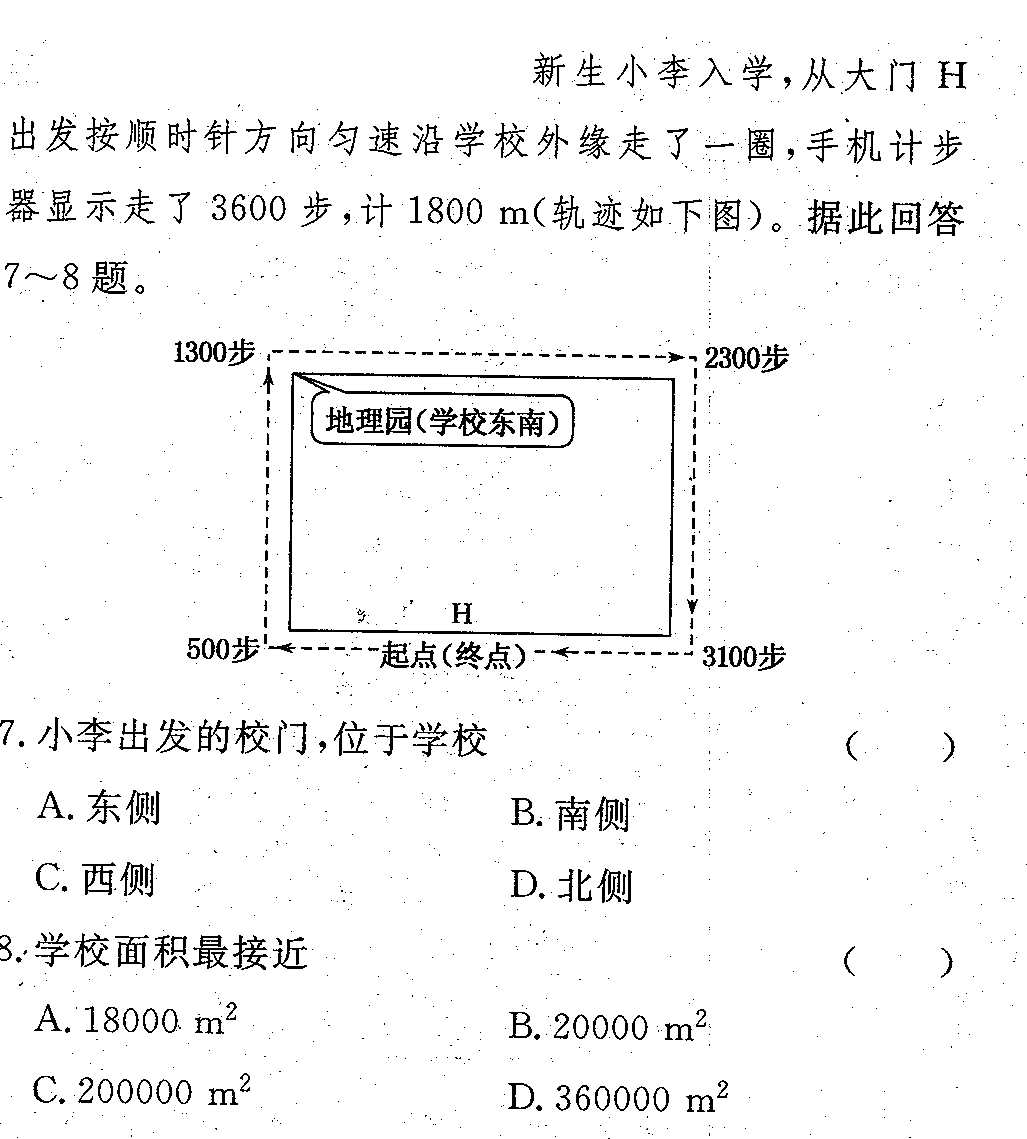 新生小李入学,从大门 H
出发按顺时针方向匀速沿学校外缘走了一圈,手机计步
器显示走了 3600 步,计 1800 m(轨迹如下图)。据此回答
7～8 题。
1300步
2300步
地理园(学校东南)
H
500步
起点(终点)
3100步
7. 小李出发的校门,位于学校 ( )
A. 东侧 B. 南侧
C. 西侧 D. 北侧
8. 学校面积最接近 ( )
A. 18000 m²  B. 20000 m²
C. 200000 m²  D. 360000 m²